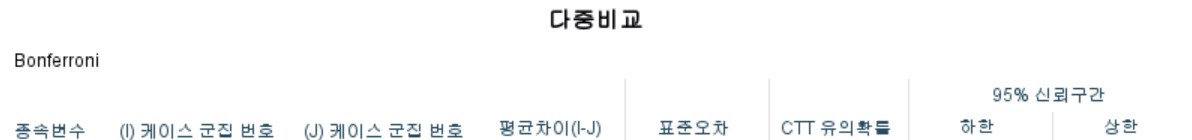 다중비교
Bonferroni
95% 신뢰구간
종속변수 (I) 케이스 군집 번호 (J) 케이스 군집 번호 평균차이(I-J) 표준오차 CTT 유의확률 하한 상한